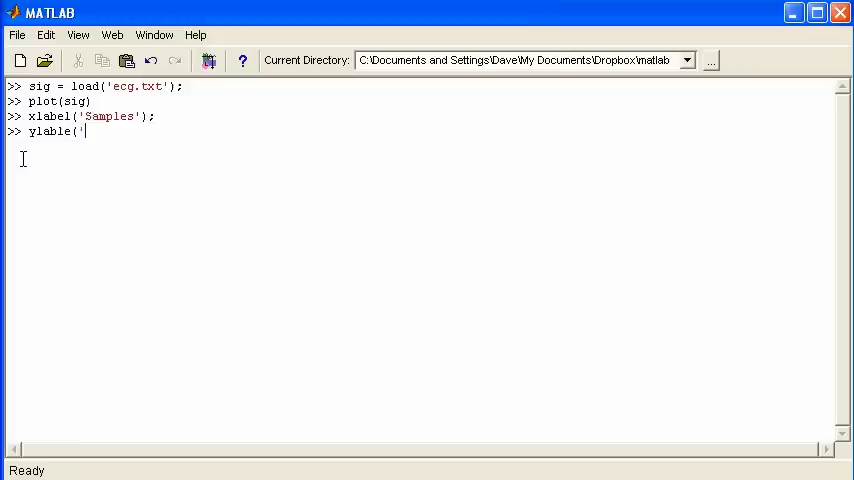 MATLAB
File Edit View Web Window Help
? Current Directory: C:\Documents and Settings\Dave\My Documents\Dropbox\matlab ...
>> sig = load('ecg.txt');
>> plot(sig)
>> xlabel('Samples');
>> ylable('
Ready